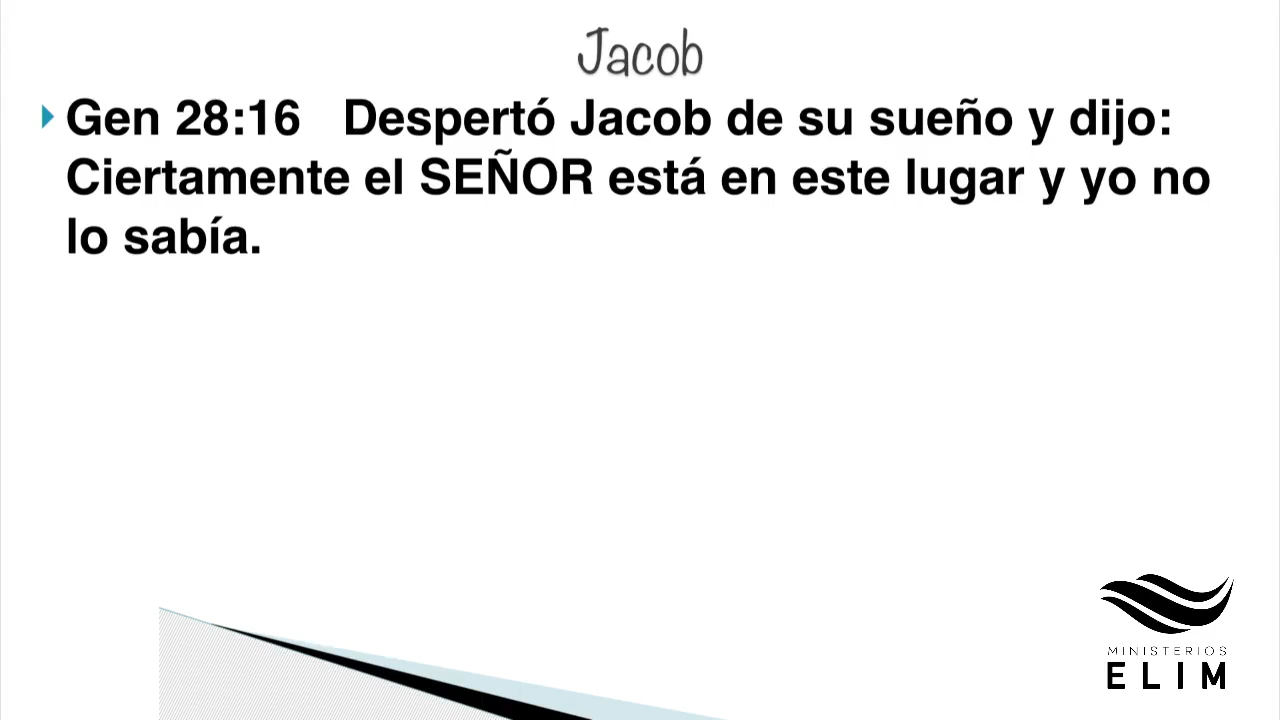 Jacob
Gen 28:16 Despertó Jacob de su sueño y dijo:
Ciertamente el SEÑOR está en este lugar y yo no
lo sabía.
MINISTERIOS
ELIM